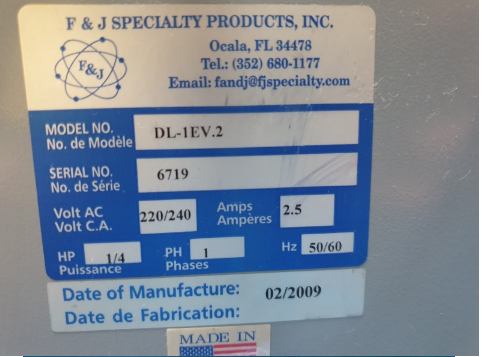 F & J SPECIALTY PRODUCTS, INC.
F&J
Ocala, FL 34478
Tel.: (352) 680-1177
Email: fandj@fjspecialty.com
MODEL NO.
No. de Modèle
DL-1EV.2
SERIAL NO.
No. de Série
6719
Volt AC
Volt C.A.
220/240
Amps
Ampères
2.5
HP
Puissance
1/4
PH
Phases
1
Hz
50/60
Date of Manufacture:
Date de Fabrication:
02/2009
MADE IN